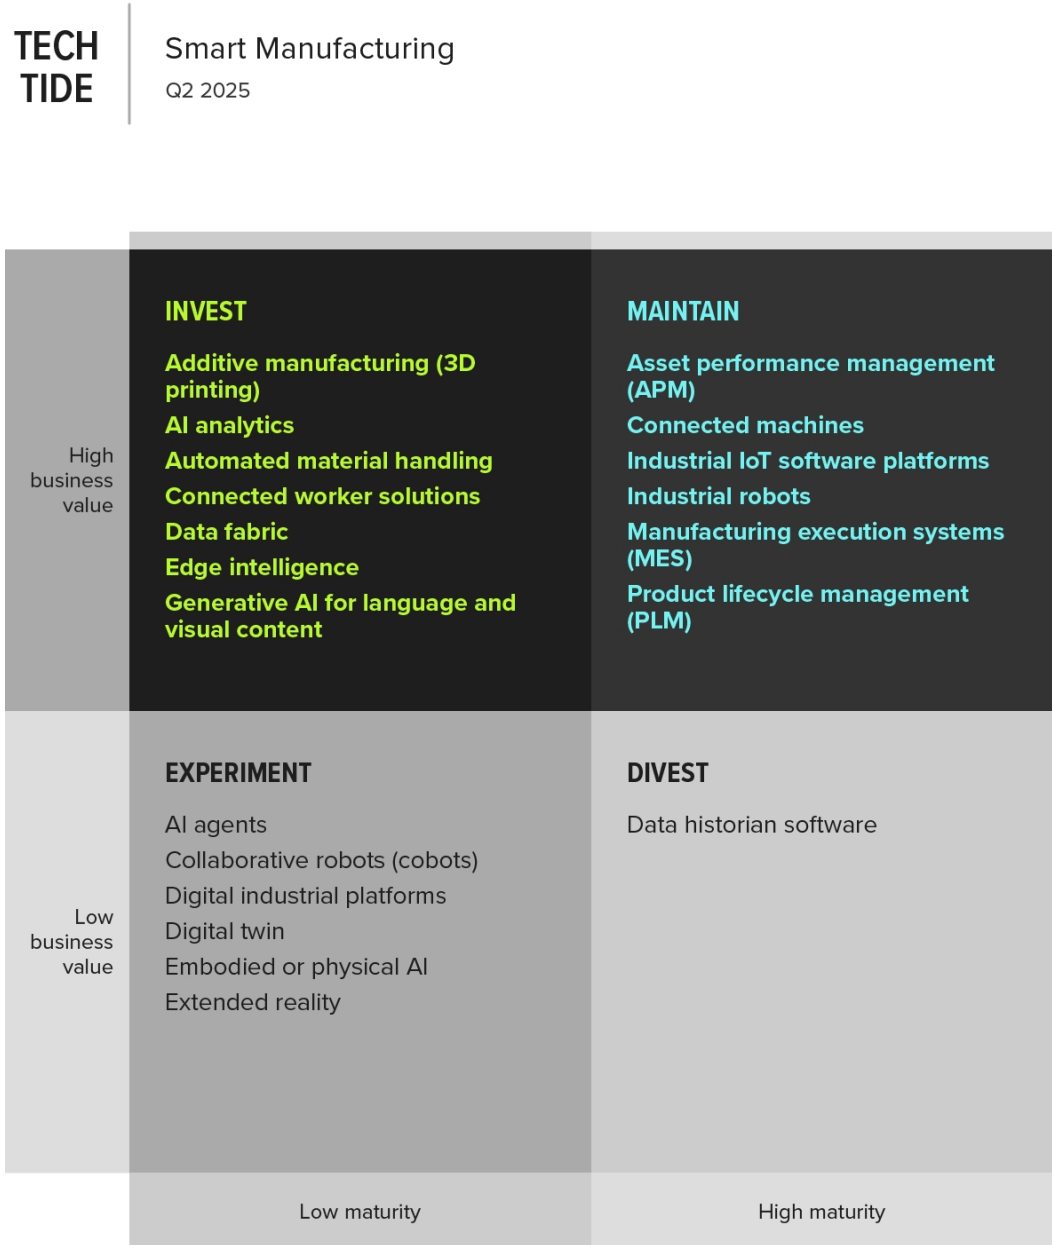 TECH
TIDE
Smart Manufacturing
Q2 2025
High
business
value
INVEST
Additive manufacturing (3D
printing)
AI analytics
Automated material handling
Connected worker solutions
Data fabric
Edge intelligence
Generative AI for language and
visual content
MAINTAIN
Asset performance management
(APM)
Connected machines
Industrial IoT software platforms
Industrial robots
Manufacturing execution systems
(MES)
Product lifecycle management
(PLM)
Low
business
value
EXPERIMENT
AI agents
Collaborative robots (cobots)
Digital industrial platforms
Digital twin
Embodied or physical AI
Extended reality
DIVEST
Data historian software
Low maturity
High maturity